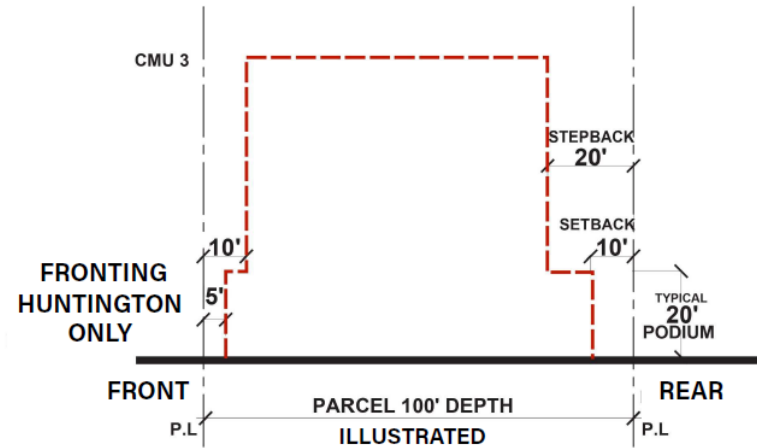 CMU 3
STEPBACK
20'
SETBACK
10'
10'
FRONTING
HUNTINGTON
ONLY
5'
TYPICAL
20'
PODIUM
FRONT
REAR
PARCEL 100' DEPTH
P.L
ILLUSTRATED
P.L